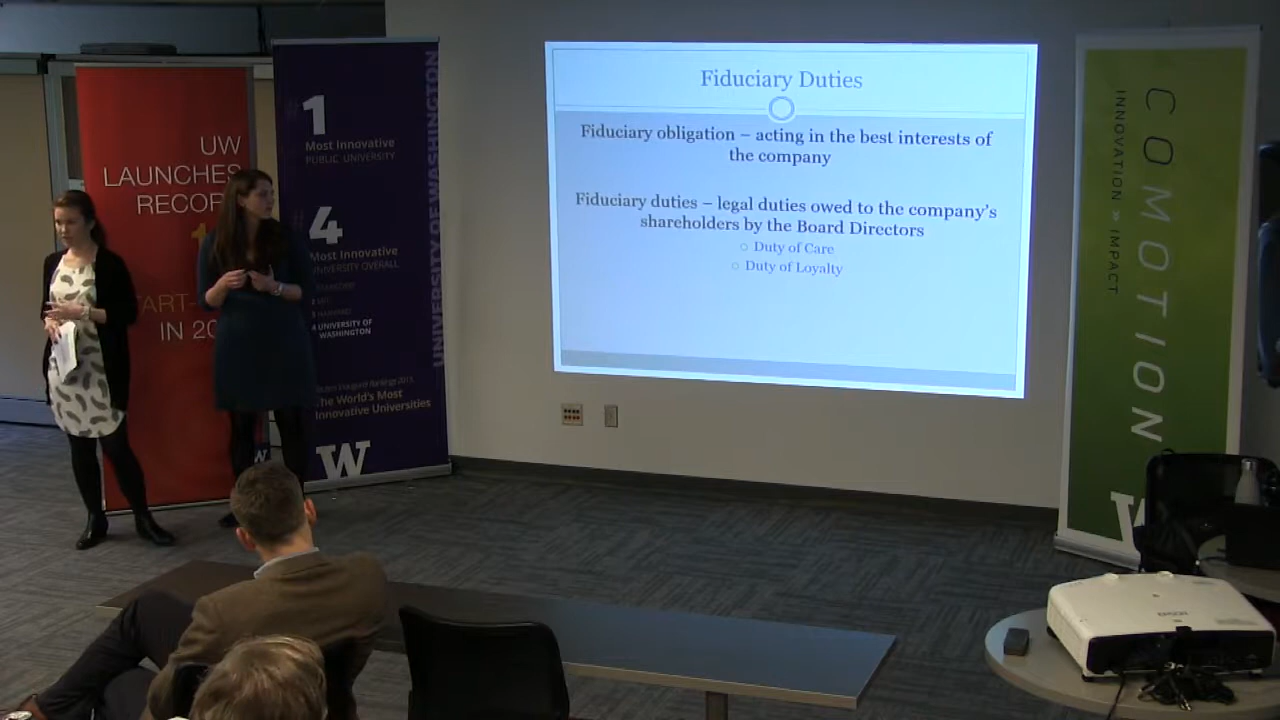 UW
LAUNCHES
RECOR
START-
IN 20
W
1
Most Innovative
PUBLIC UNIVERSITY
4
Most Innovative
UNIVERSITY OVERALL
4 UNIVERSITY OF
WASHINGTON
The World's Most
Innovative Universities
W
UNIVERSITY OF WASHINGTON
Fiduciary Duties
Fiduciary obligation – acting in the best interests of
the company
Fiduciary duties – legal duties owed to the company's
shareholders by the Board Directors
○ Duty of Care
○ Duty of Loyalty
COMOTION
INNOVATION » IMPACT
W
EPSON